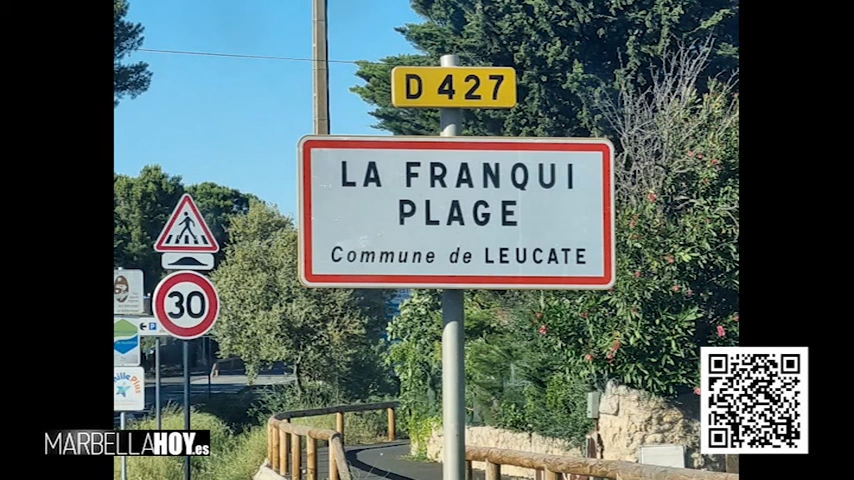 D 427
LA FRANQUI
PLAGE
Commune de LEUCATE
30
P
MARBELLAHOY.es